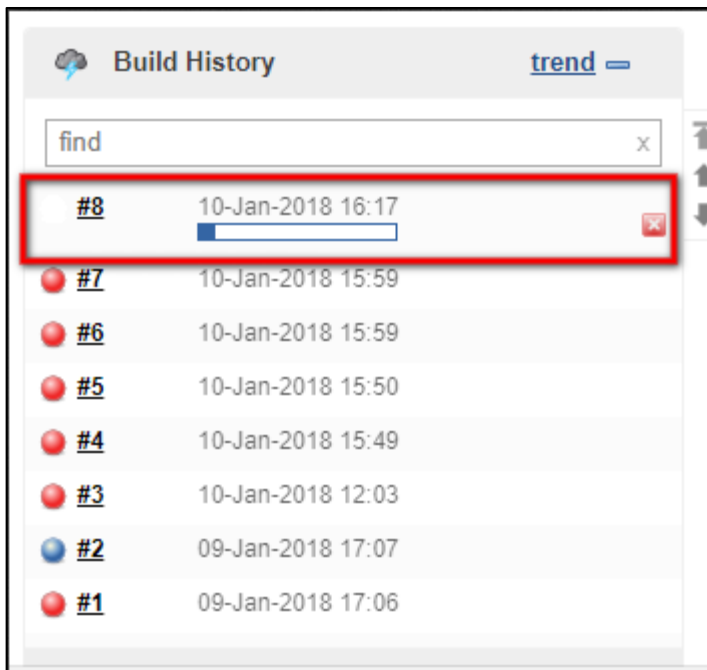 Build History trend
find x
#8 10-Jan-2018 16:17
#7 10-Jan-2018 15:59
#6 10-Jan-2018 15:59
#5 10-Jan-2018 15:50
#4 10-Jan-2018 15:49
#3 10-Jan-2018 12:03
#2 09-Jan-2018 17:07
#1 09-Jan-2018 17:06